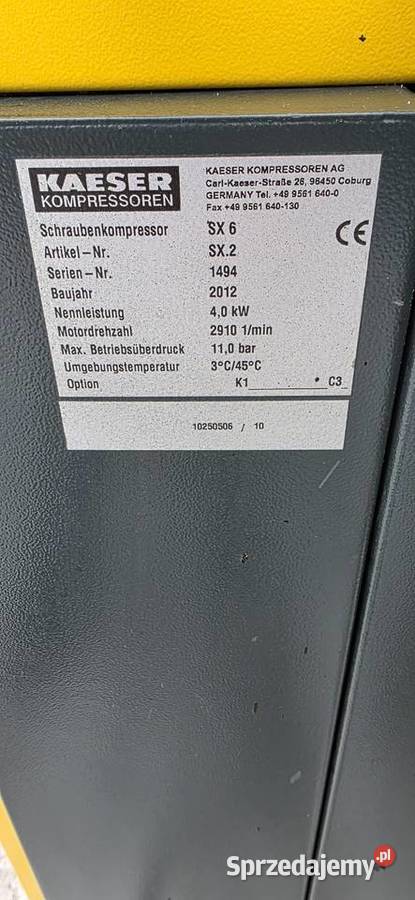 KAESER
KOMPRESSOREN
KAESER KOMPRESSOREN AG
Carl-Kaeser-Straße 26, 96450 Coburg
GERMANY Tel. +49 9561 640-0
Fax +49 9561 640-130
CE
Schraubenkompressor SX 6
Artikel-Nr. SX.2
Serien-Nr. 1494
Baujahr 2012
Nennleistung 4,0 kW
Motordrehzahl 2910 1/min
Max. Betriebsüberdruck 11,0 bar
Umgebungstemperatur 3°C/45°C
Option K1 C3
10250506 / 10
Sprzedajemy.pl